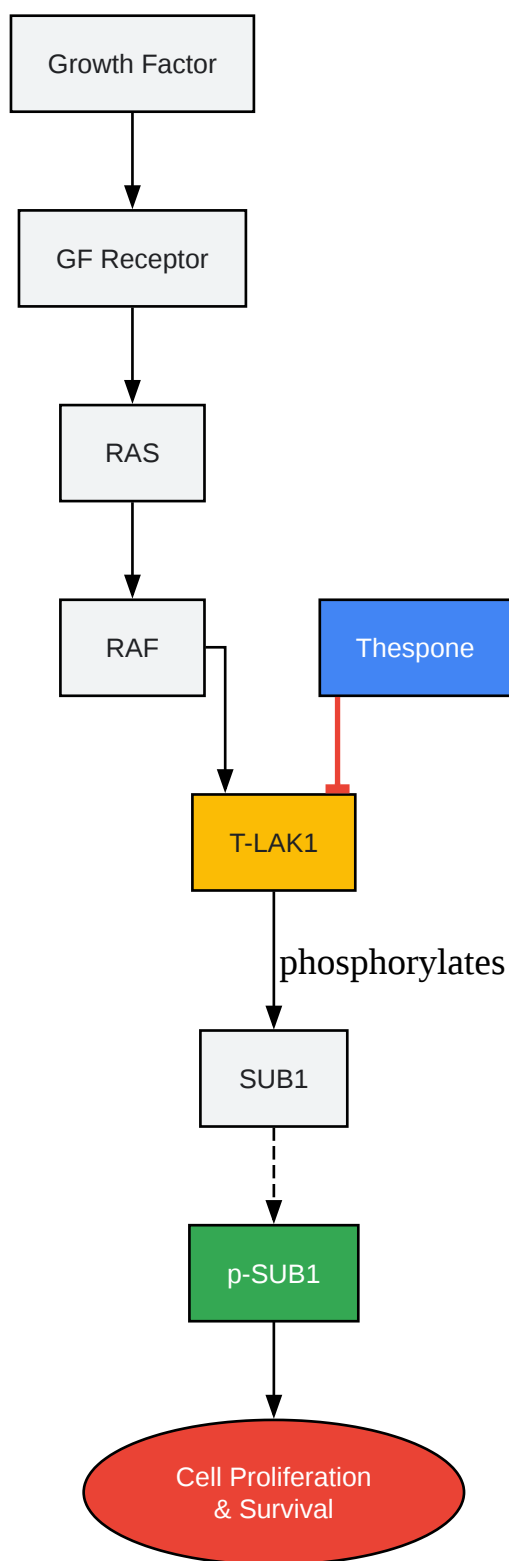 Growth Factor
GF Receptor
RAS
RAF
Thespone
T-LAK1
phosphorylates
SUB1
p-SUB1
Cell Proliferation
& Survival